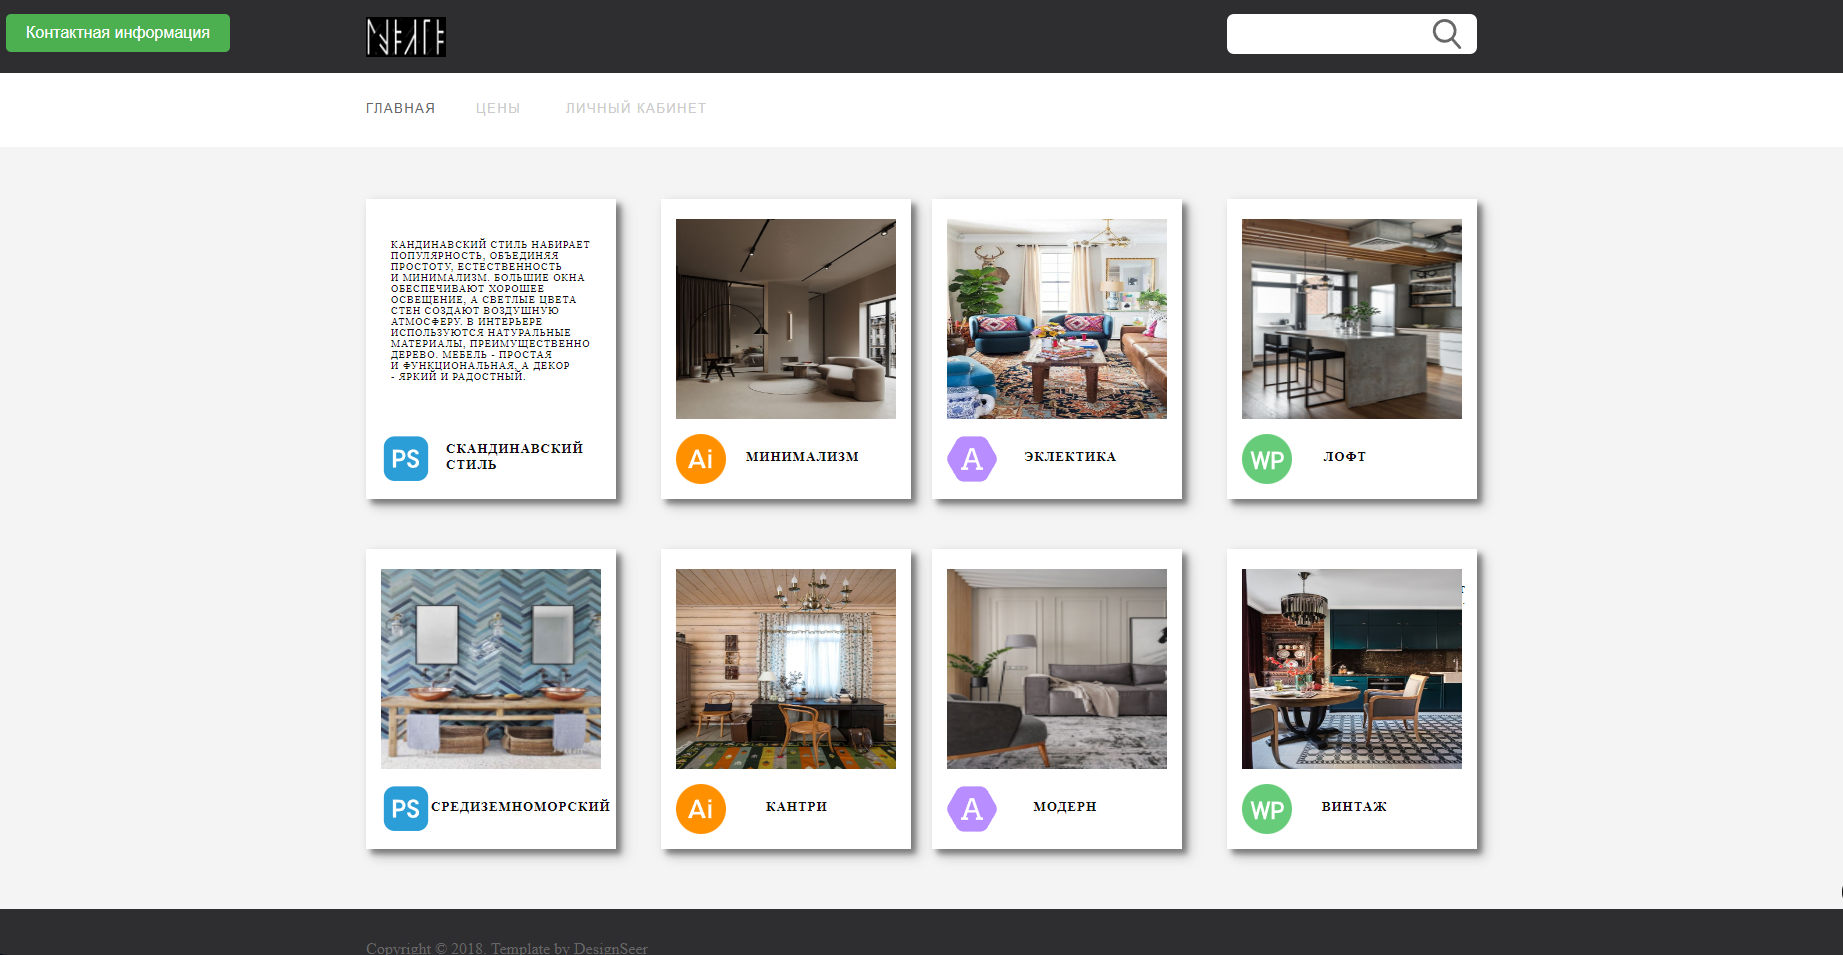 Контактная информация
ГЛАВНАЯ ЦЕНЫ ЛИЧНЫЙ КАБИНЕТ
КАНДИНАВСКИЙ СТИЛЬ НАБИРАЕТ
ПОПУЛЯРНОСТЬ, ОБЪЕДИНЯЯ
ПРОСТОТУ, ЕСТЕСТВЕННОСТЬ
И МИНИМАЛИЗМ. БОЛЬШИЕ ОКНА
ОБЕСПЕЧИВАЮТ ХОРОШЕЕ
ОСВЕЩЕНИЕ, А СВЕТЛЫЕ ЦВЕТА
СТЕН СОЗДАЮТ ВОЗДУШНУЮ
АТМОСФЕРУ. В ИНТЕРЬЕРЕ
ИСПОЛЬЗУЮТСЯ НАТУРАЛЬНЫЕ
МАТЕРИАЛЫ, ПРЕИМУЩЕСТВЕННО
ДЕРЕВО. МЕБЕЛЬ - ПРОСТАЯ
И ФУНКЦИОНАЛЬНАЯ, А ДЕКОР
- ЯРКИЙ И РАДОСТНЫЙ.
PS СКАНДИНАВСКИЙ
СТИЛЬ
Ai МИНИМАЛИЗМ
A ЭКЛЕКТИКА
WP ЛОФТ
PS СРЕДИЗЕМНОМОРСКИЙ
Ai КАНТРИ
A МОДЕРН
WP ВИНТАЖ
Copyright © 2018. Template by DesignSeer